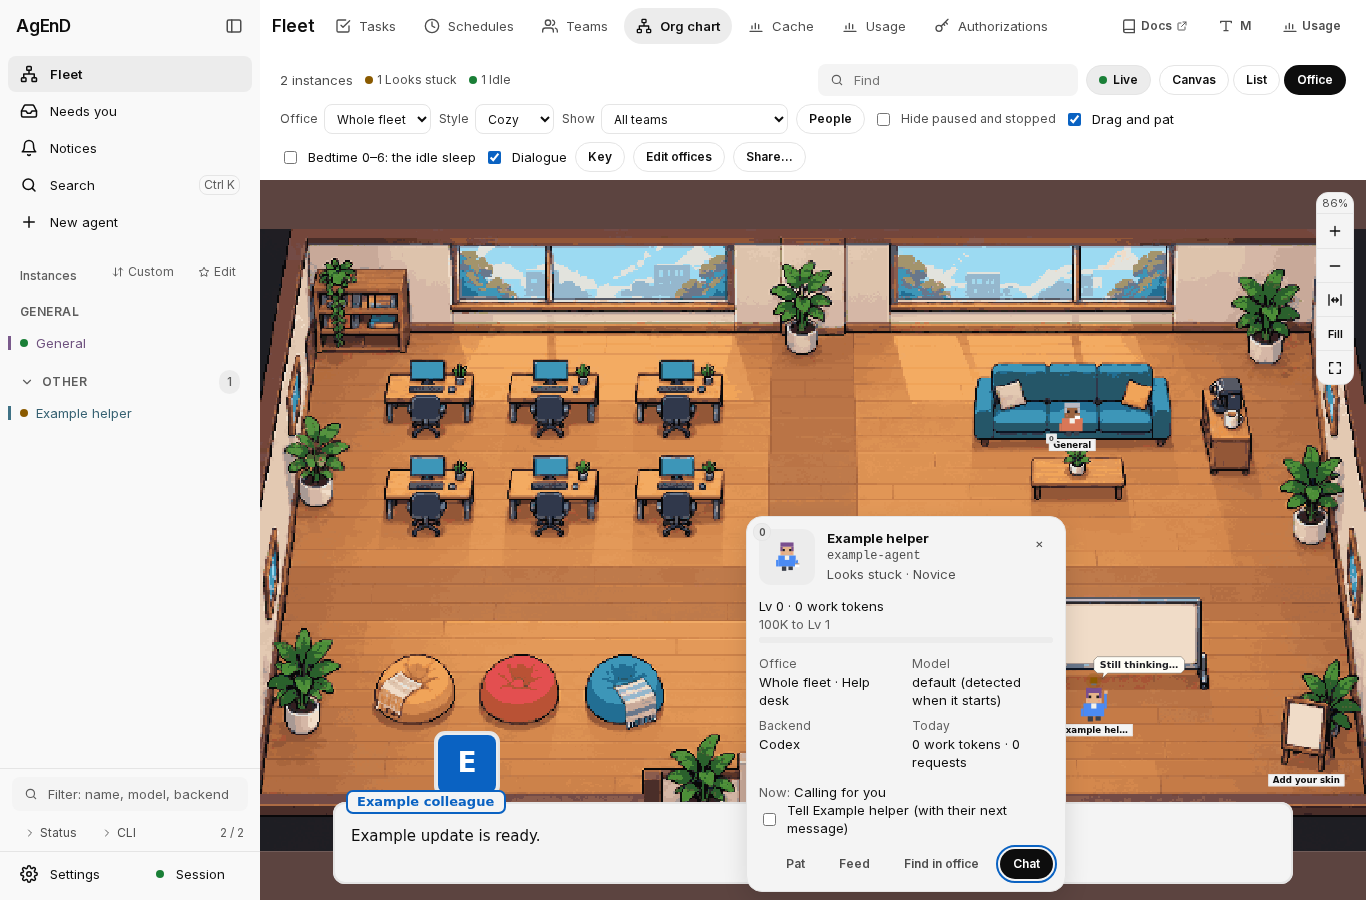 AgEnD
Fleet
Needs you
Notices
Search
Ctrl K
New agent
Instances
Custom
Edit
GENERAL
General
OTHER
1
Example helper
Filter: name, model, backend
Status
CLI
2 / 2
Settings
Session
Fleet
Tasks
Schedules
Teams
Org chart
Cache
Usage
Authorizations
Docs
M
Usage
2 instances
1 Looks stuck
1 Idle
Find
Live
Canvas
List
Office
Office
Whole fleet
Style
Cozy
Show
All teams
People
Hide paused and stopped
Drag and pat
Bedtime 0–6: the idle sleep
Dialogue
Key
Edit offices
Share...
86%
Fill
0
General
0
Example helper
example-agent
Looks stuck · Novice
Lv 0 · 0 work tokens
100K to Lv 1
Office
Whole fleet · Help
desk
Model
default (detected
when it starts)
Backend
Codex
Today
0 work tokens · 0
requests
Now: Calling for you
Tell Example helper (with their next
message)
Pat
Feed
Find in office
Chat
Still thinking...
xample hel...
Add your skin
E
Example colleague
Example update is ready.